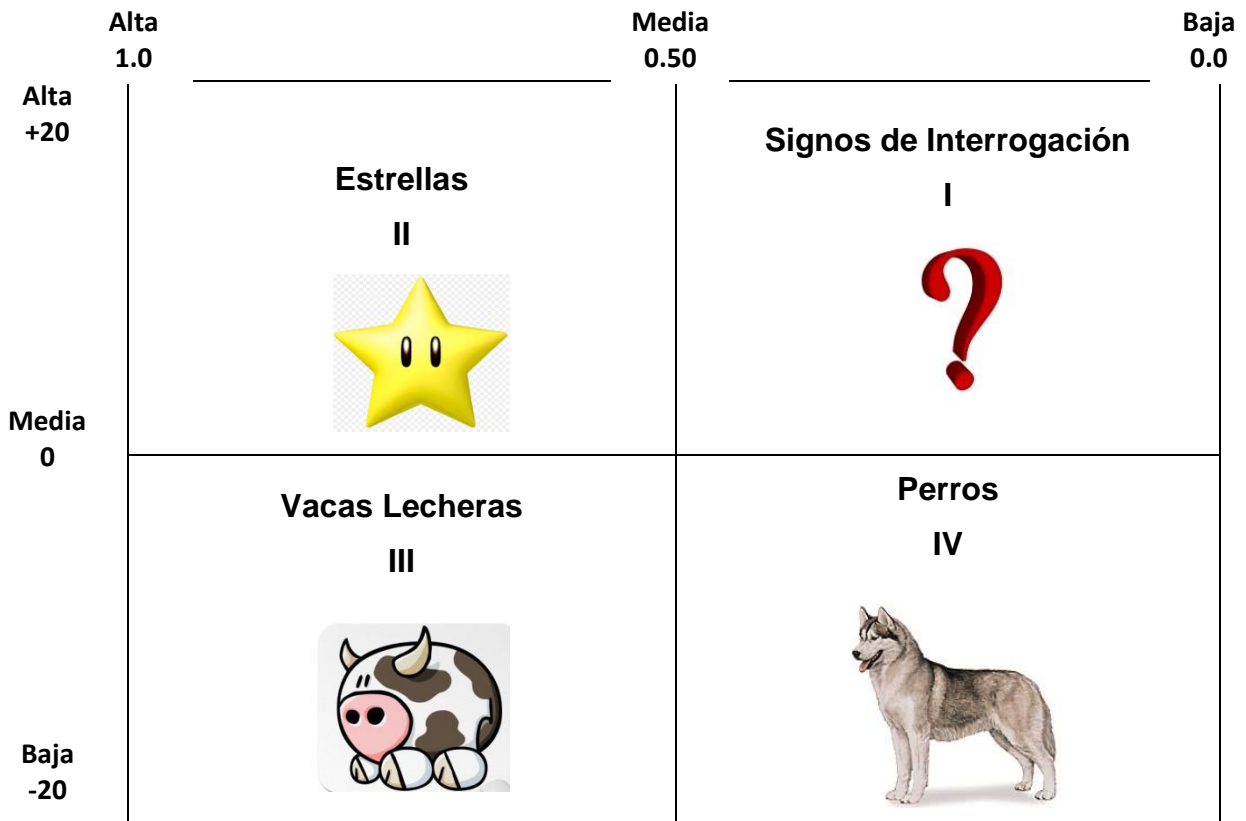 Alta
1.0
Media
0.50
Baja
0.0
Alta
+20
Signos de Interrogación
I
Estrellas
II
Media
0
Perros
IV
Vacas Lecheras
III
Baja
-20